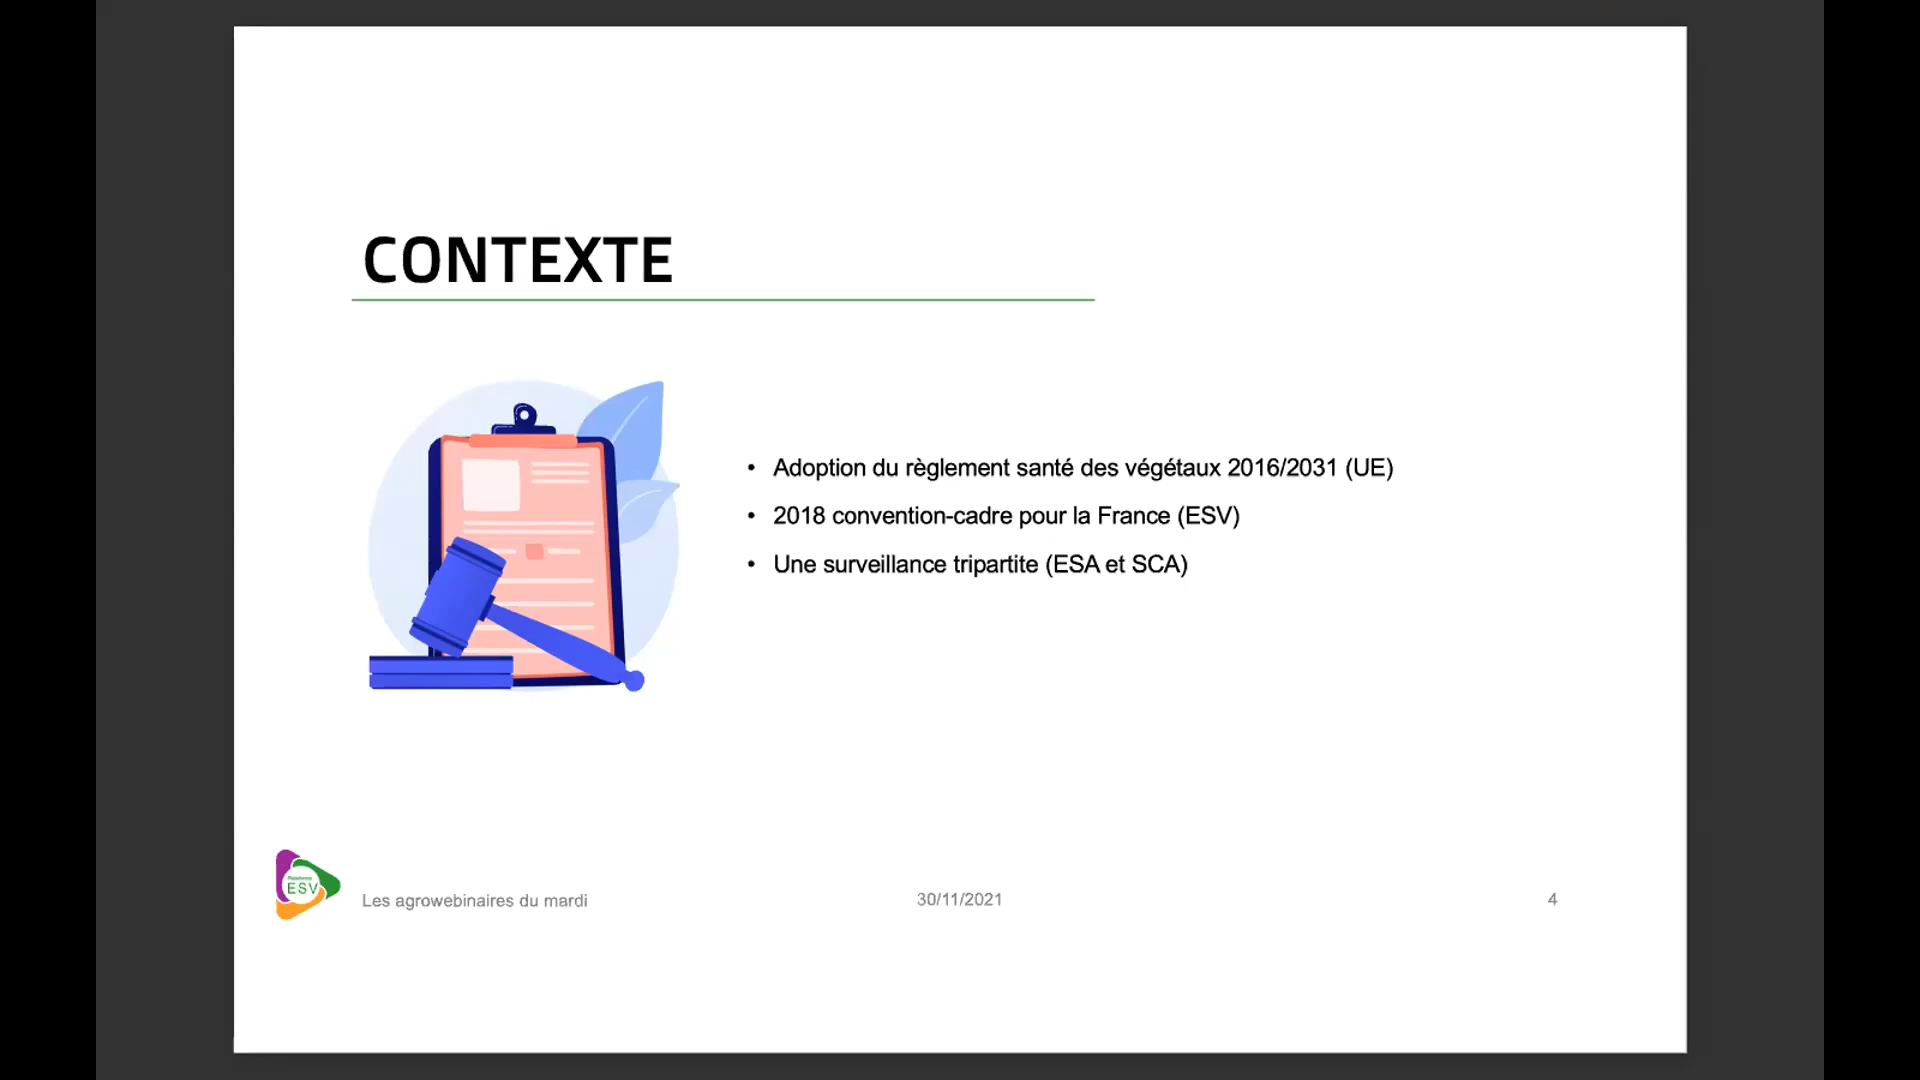 CONTEXTE
• Adoption du règlement santé des végétaux 2016/2031 (UE)
• 2018 convention-cadre pour la France (ESV)
• Une surveillance tripartite (ESA et SCA)
Plateforme
ESV
Les agrowebinaires du mardi
30/11/2021
4